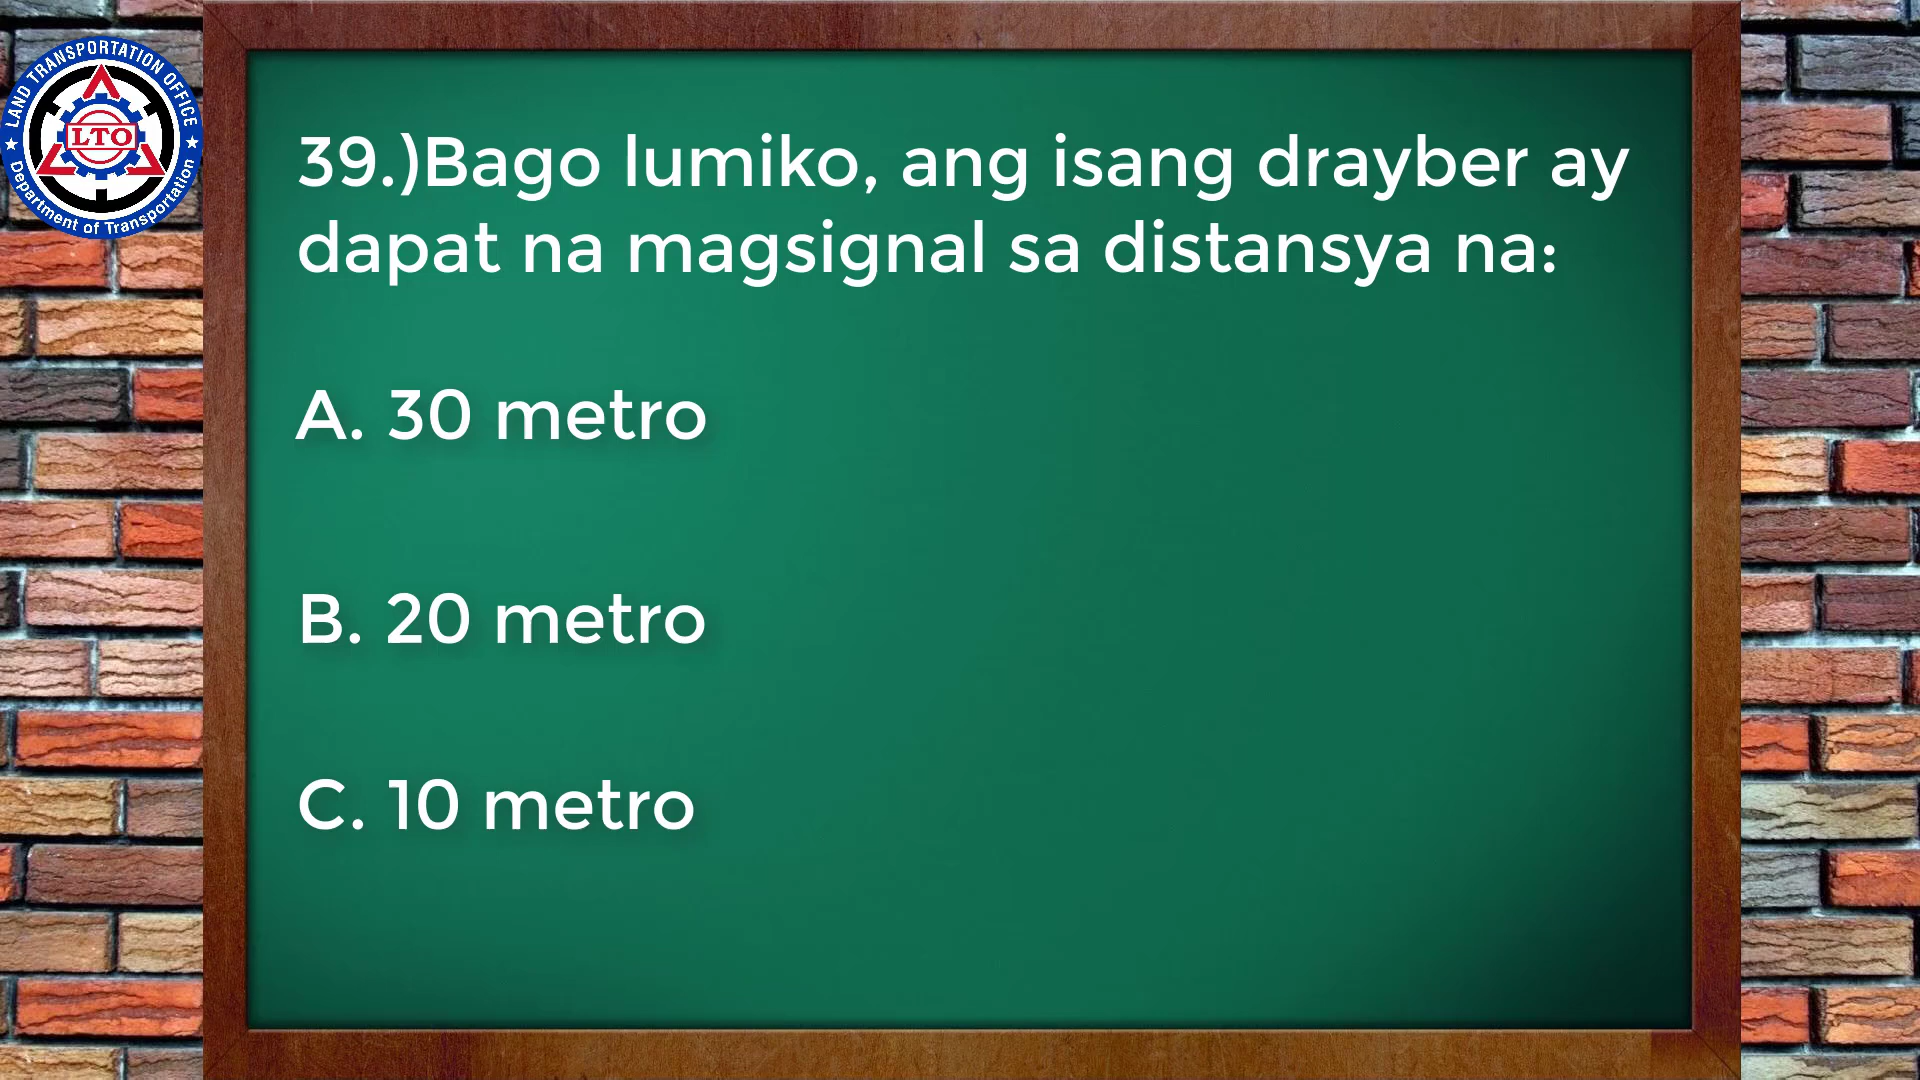 LAND TRANSPORTATION OFFICE
LTO
Department of Transportation
39.)Bago lumiko, ang isang drayber ay
dapat na magsignal sa distansya na:
A. 30 metro
B. 20 metro
C. 10 metro